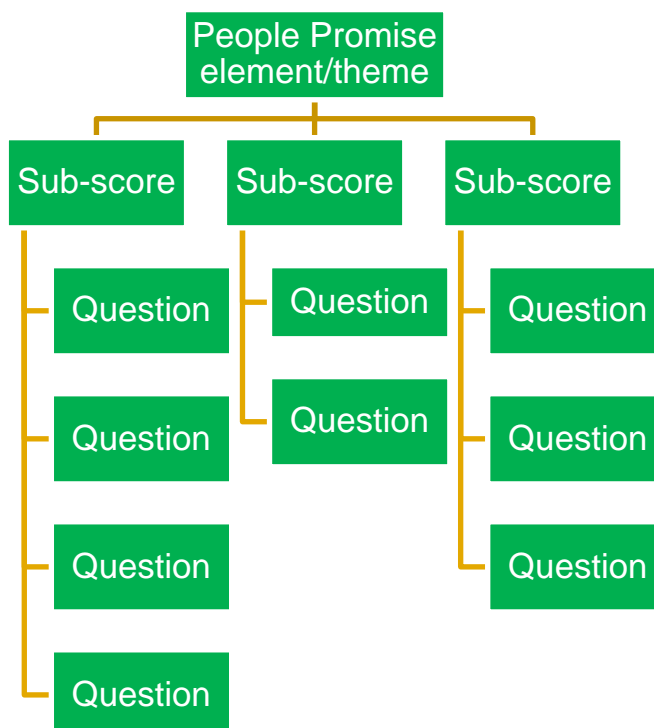 People Promise
element/theme
Sub-score
Sub-score
Sub-score
Question
Question
Question
Question
Question
Question
Question
Question
Question